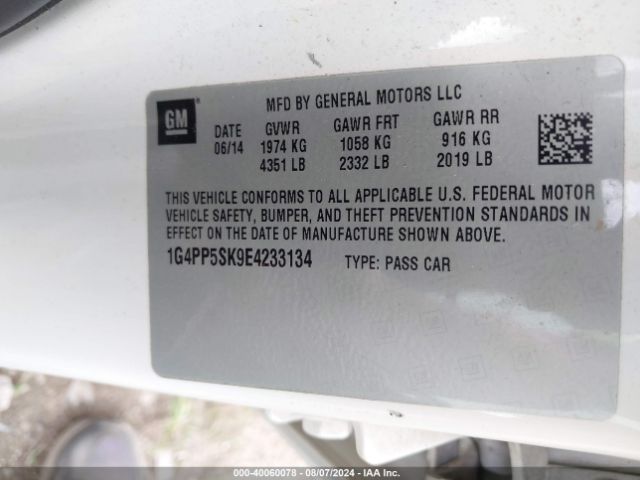 GM
MFD BY GENERAL MOTORS LLC
DATE GVWR GAWR FRT GAWR RR
06/14 1974 KG 1058 KG 916 KG
4351 LB 2332 LB 2019 LB
THIS VEHICLE CONFORMS TO ALL APPLICABLE U.S. FEDERAL MOTOR
VEHICLE SAFETY, BUMPER, AND THEFT PREVENTION STANDARDS IN
EFFECT ON THE DATE OF MANUFACTURE SHOWN ABOVE.
1G4PP5SK9E4233134 TYPE: PASS CAR
000-40060078 - 08/07/2024 - IAA Inc.